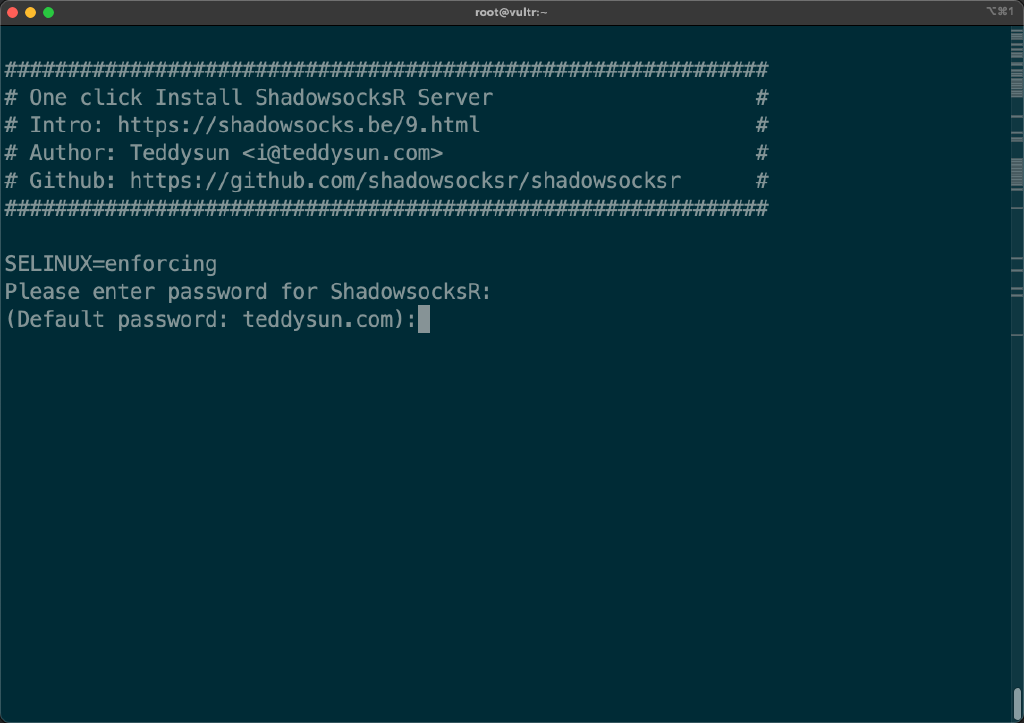 root@vultr:~
⌥⌘1
#############################################################
# One click Install ShadowsocksR Server                     #
# Intro: https://shadowsocks.be/9.html                      #
# Author: Teddysun <i@teddysun.com>                         #
# Github: https://github.com/shadowsocksr/shadowsocksr      #
#############################################################
SELINUX=enforcing
Please enter password for ShadowsocksR:
(Default password: teddysun.com):